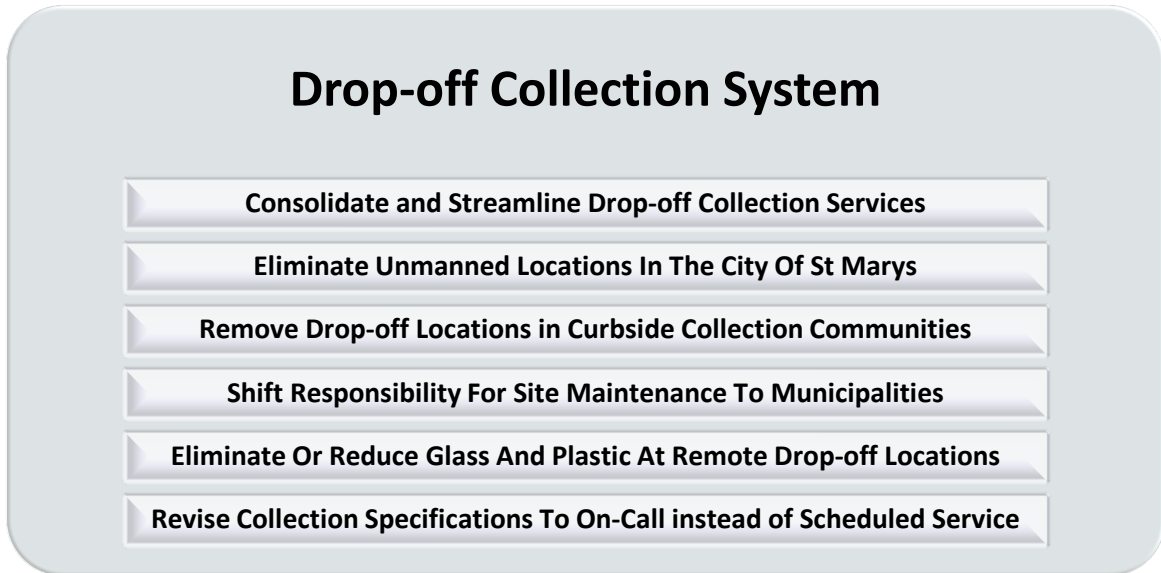 Drop-off Collection System
Consolidate and Streamline Drop-off Collection Services
Eliminate Unmanned Locations In The City Of St Marys
Remove Drop-off Locations in Curbside Collection Communities
Shift Responsibility For Site Maintenance To Municipalities
Eliminate Or Reduce Glass And Plastic At Remote Drop-off Locations
Revise Collection Specifications To On-Call instead of Scheduled Service